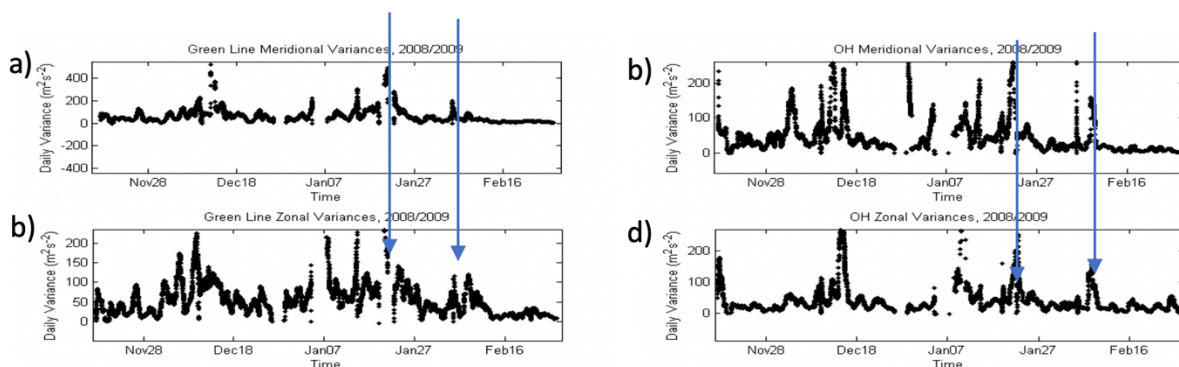 a)
Green Line Meridional Variances, 2008/2009
Daily Variance (m²s⁻²)
400
200
0
-200
-400
Nov28 Dec18 Jan07 Jan27 Feb16
Time
b)
OH Meridional Variances, 2008/2009
Daily Variance (m²s⁻²)
200
100
0
Nov28 Dec18 Jan07 Jan27 Feb16
Time
b)
Green Line Zonal Variances, 2008/2009
Daily Variance (m²s⁻²)
200
150
100
50
0
Nov28 Dec18 Jan07 Jan27 Feb16
Time
d)
OH Zonal Variances, 2008/2009
Daily Variance (m²s⁻²)
200
100
0
Nov28 Dec18 Jan07 Jan27 Feb16
Time